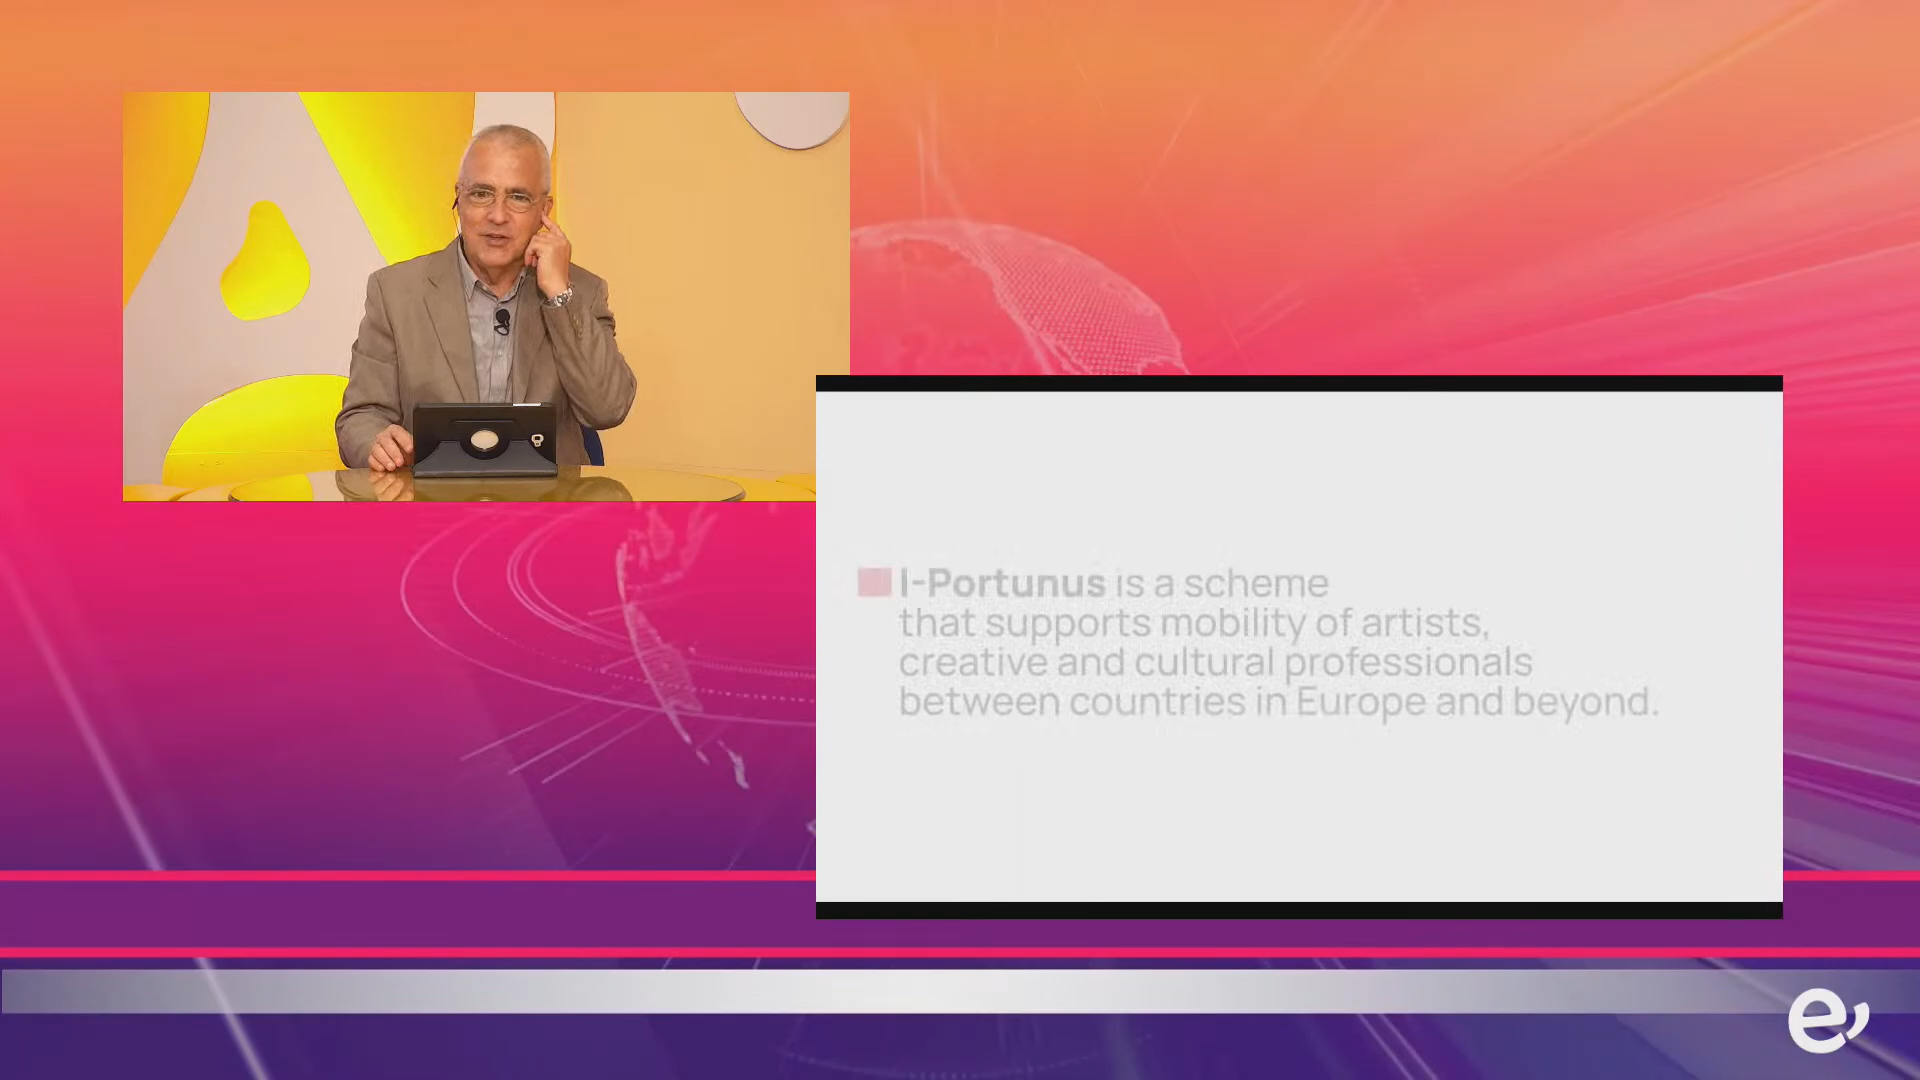 I-Portunus is a scheme
that supports mobility of artists,
creative and cultural professionals
between countries in Europe and beyond.
e